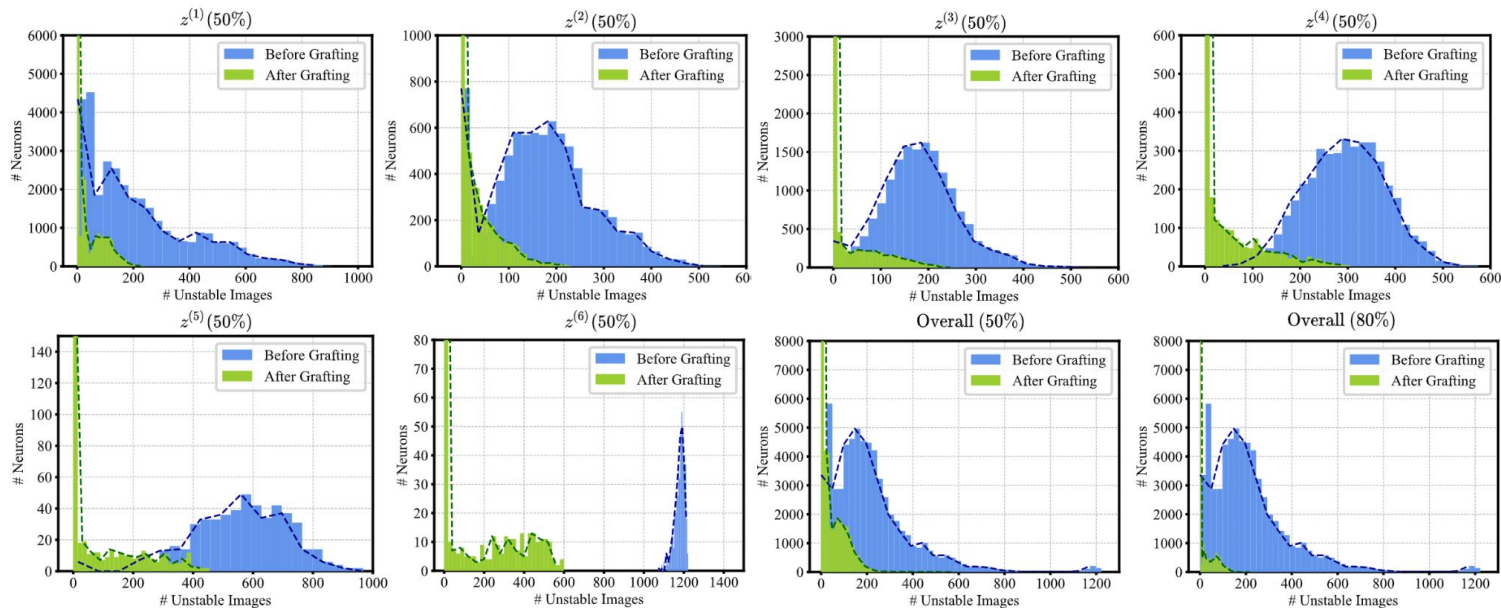 z^(1) (50%)
6000
5000
4000
3000
2000
1000
0
# Neurons
Before Grafting
After Grafting
0 200 400 600 800 1000
# Unstable Images
z^(2) (50%)
1000
800
600
400
200
0
# Neurons
Before Grafting
After Grafting
0 100 200 300 400 500 600
# Unstable Images
z^(3) (50%)
3000
2500
2000
1500
1000
500
0
# Neurons
Before Grafting
After Grafting
0 100 200 300 400 500 600
# Unstable Images
z^(4) (50%)
600
500
400
300
200
100
0
# Neurons
Before Grafting
After Grafting
0 100 200 300 400 500 600
# Unstable Images
z^(5) (50%)
140
120
100
80
60
40
20
0
# Neurons
Before Grafting
After Grafting
0 200 400 600 800 1000
# Unstable Images
z^(6) (50%)
80
70
60
50
40
30
20
10
0
# Neurons
Before Grafting
After Grafting
0 200 400 600 800 1000 1200 1400
# Unstable Images
Overall (50%)
8000
7000
6000
5000
4000
3000
2000
1000
0
# Neurons
Before Grafting
After Grafting
0 200 400 600 800 1000 1200
# Unstable Images
Overall (80%)
8000
7000
6000
5000
4000
3000
2000
1000
0
# Neurons
Before Grafting
After Grafting
0 200 400 600 800 1000 1200
# Unstable Images